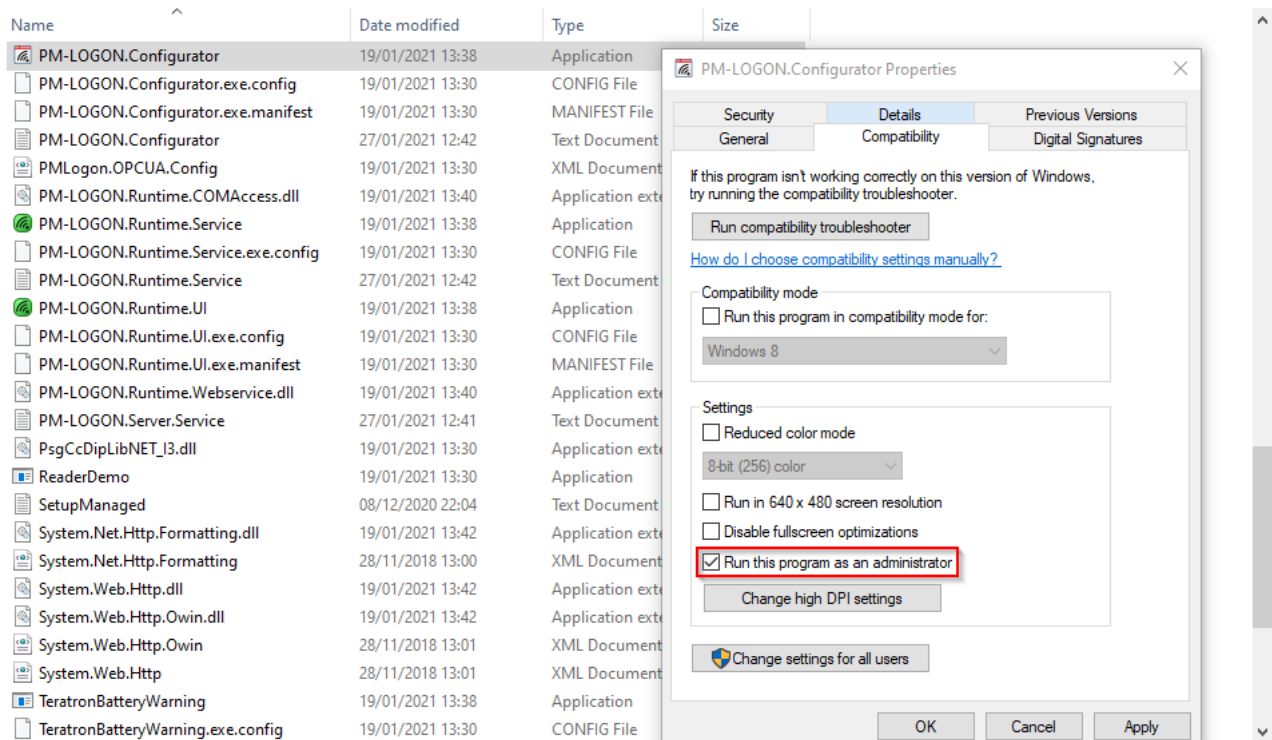 Name Date modified Type Size
PM-LOGON.Configurator 19/01/2021 13:38 Application
PM-LOGON.Configurator.exe.config 19/01/2021 13:30 CONFIG File
PM-LOGON.Configurator.exe.manifest 19/01/2021 13:30 MANIFEST File
PM-LOGON.Configurator 27/01/2021 12:42 Text Document
PMLogon.OPCUA.Config 19/01/2021 13:30 XML Document
PM-LOGON.Runtime.COMAccess.dll 19/01/2021 13:40 Application exte
PM-LOGON.Runtime.Service 19/01/2021 13:38 Application
PM-LOGON.Runtime.Service.exe.config 19/01/2021 13:30 CONFIG File
PM-LOGON.Runtime.Service 27/01/2021 12:42 Text Document
PM-LOGON.Runtime.UI 19/01/2021 13:38 Application
PM-LOGON.Runtime.UI.exe.config 19/01/2021 13:30 CONFIG File
PM-LOGON.Runtime.UI.exe.manifest 19/01/2021 13:30 MANIFEST File
PM-LOGON.Runtime.Webservice.dll 19/01/2021 13:40 Application exte
PM-LOGON.Server.Service 27/01/2021 12:41 Text Document
PsgCcDipLibNET_I3.dll 19/01/2021 13:30 Application exte
ReaderDemo 19/01/2021 13:30 Application
SetupManaged 08/12/2020 22:04 Text Document
System.Net.Http.Formatting.dll 19/01/2021 13:42 Application exte
System.Net.Http.Formatting 28/11/2018 13:00 XML Document
System.Web.Http.dll 19/01/2021 13:42 Application exte
System.Web.Http.Owin.dll 19/01/2021 13:42 Application exte
System.Web.Http.Owin 28/11/2018 13:01 XML Document
System.Web.Http 28/11/2018 13:01 XML Document
TeratronBatteryWarning 19/01/2021 13:38 Application
TeratronBatteryWarning.exe.config 19/01/2021 13:30 CONFIG File
PM-LOGON.Configurator Properties
Security Details Previous Versions
General Compatibility Digital Signatures
If this program isn't working correctly on this version of Windows,
try running the compatibility troubleshooter.
Run compatibility troubleshooter
How do I choose compatibility settings manually?
Compatibility mode
Run this program in compatibility mode for:
Windows 8
Settings
Reduced color mode
8-bit (256) color
Run in 640 x 480 screen resolution
Disable fullscreen optimizations
Run this program as an administrator
Change high DPI settings
Change settings for all users
OK Cancel Apply